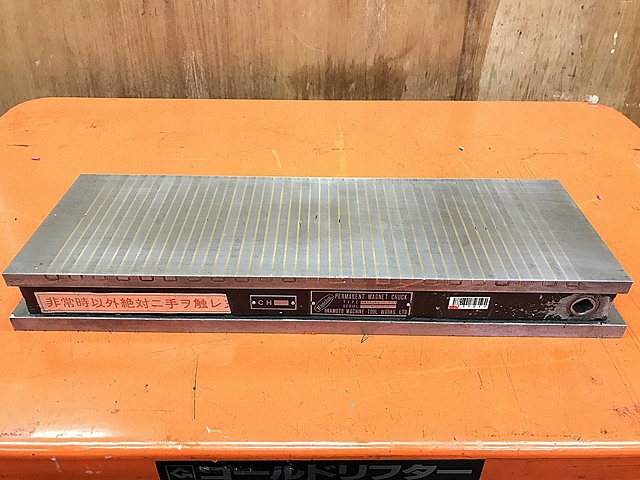 非常時以外絶対ニ手ヲ触レ
CH
PERMANENT MAGNET CHUCK
TYPE
OKAMOTO MACHINE TOOL WORKS, LTD
ゴールドリフター